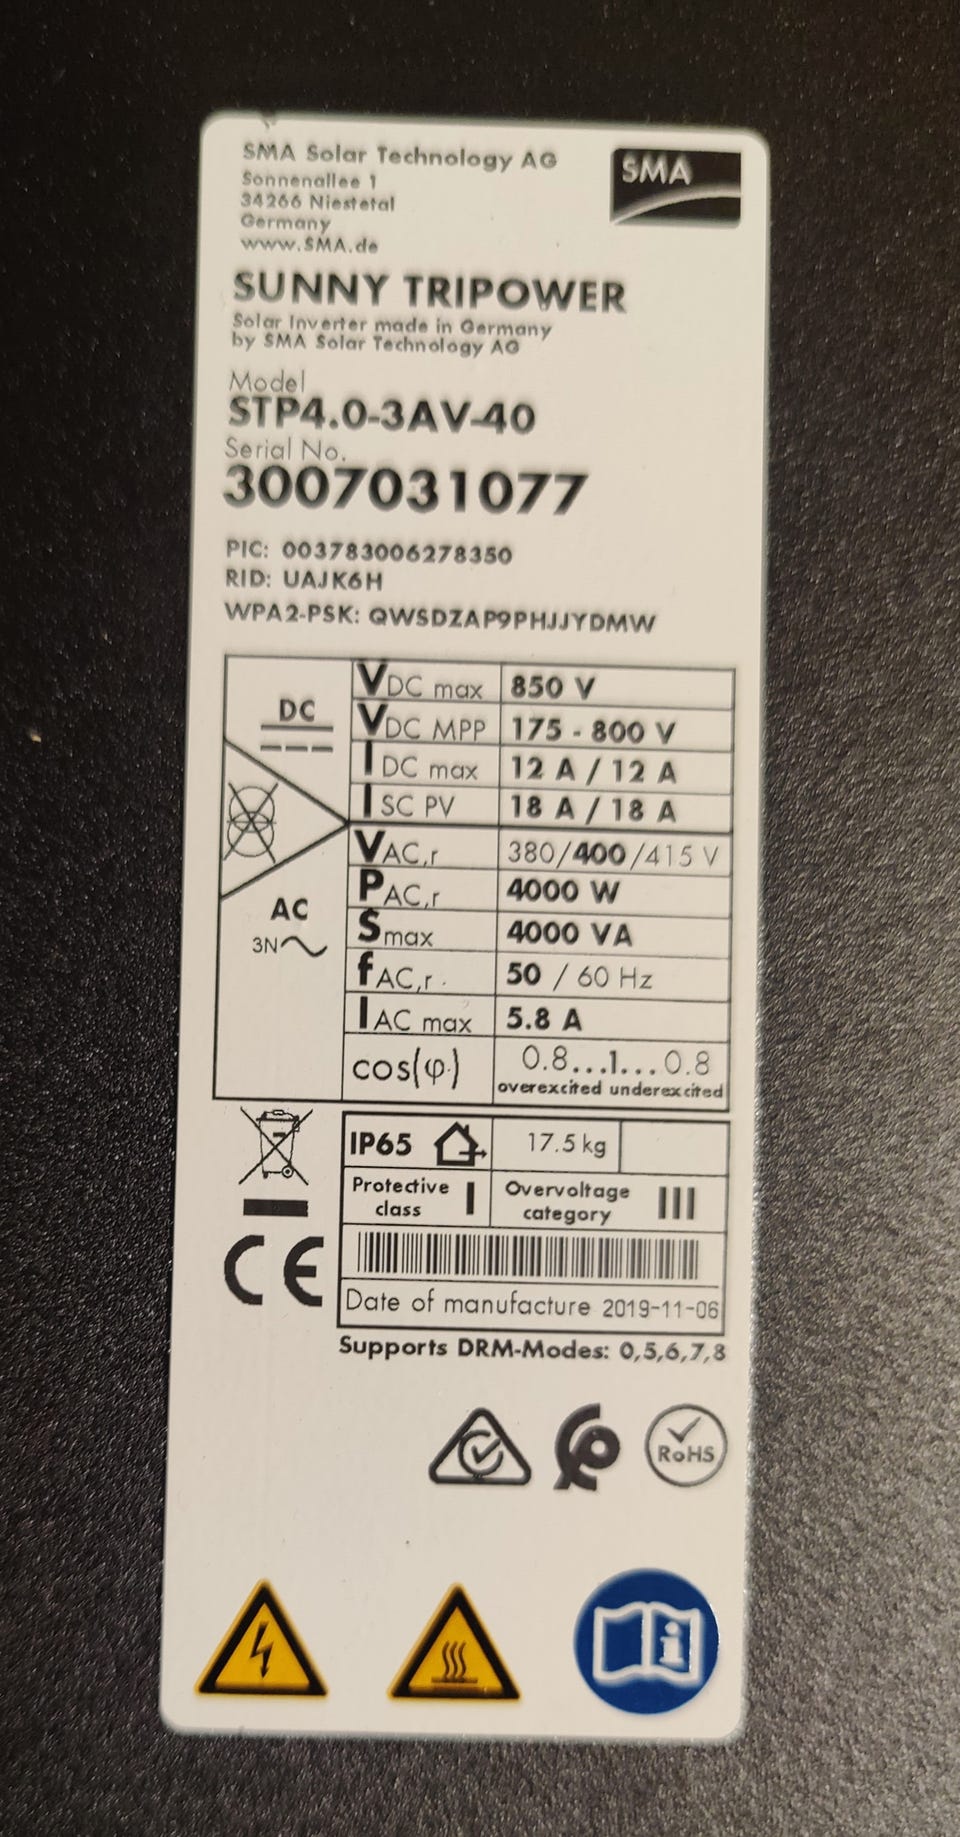 SMA Solar Technology AG
Sonnenallee 1
34266 Niestetal
Germany
www.SMA.de
SMA
SUNNY TRIPOWER
Solar Inverter made in Germany
by SMA Solar Technology AG
Model
STP4.0-3AV-40
Serial No.
3007031077
PIC: 003783006278350
RID: UAJK6H
WPA2-PSK: QWSDZAP9PHJJYDMW
DC
AC
3N
VDC max 850 V
VDC MPP 175 - 800 V
IDC max 12 A / 12 A
ISC PV 18 A / 18 A
VAC,r 380/400/415 V
PAC,r 4000 W
Smax 4000 VA
fAC,r 50 / 60 Hz
IAC max 5.8 A
cos(φ) 0.8...1...0.8
overexcited underexcited
IP65 17.5 kg
Protective class I Overvoltage category III
CE
Date of manufacture 2019-11-06
Supports DRM-Modes: 0,5,6,7,8
RoHS